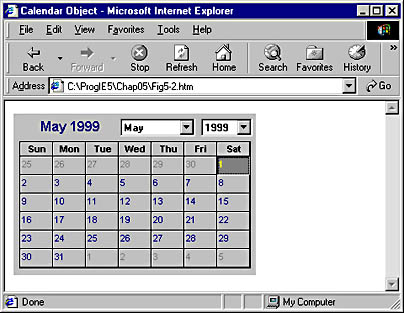 Calendar Object - Microsoft Internet Explorer
File Edit View Favorites Tools Help
Back Forward Stop Refresh Home Search Favorites History
Address C:\ProgIE5\Chap05\Fig5-2.htm Go
May 1999 May 1999
Sun Mon Tue Wed Thu Fri Sat
25 26 27 28 29 30 1
2 3 4 5 6 7 8
9 10 11 12 13 14 15
16 17 18 19 20 21 22
23 24 25 26 27 28 29
30 31 1 2 3 4 5
Done My Computer